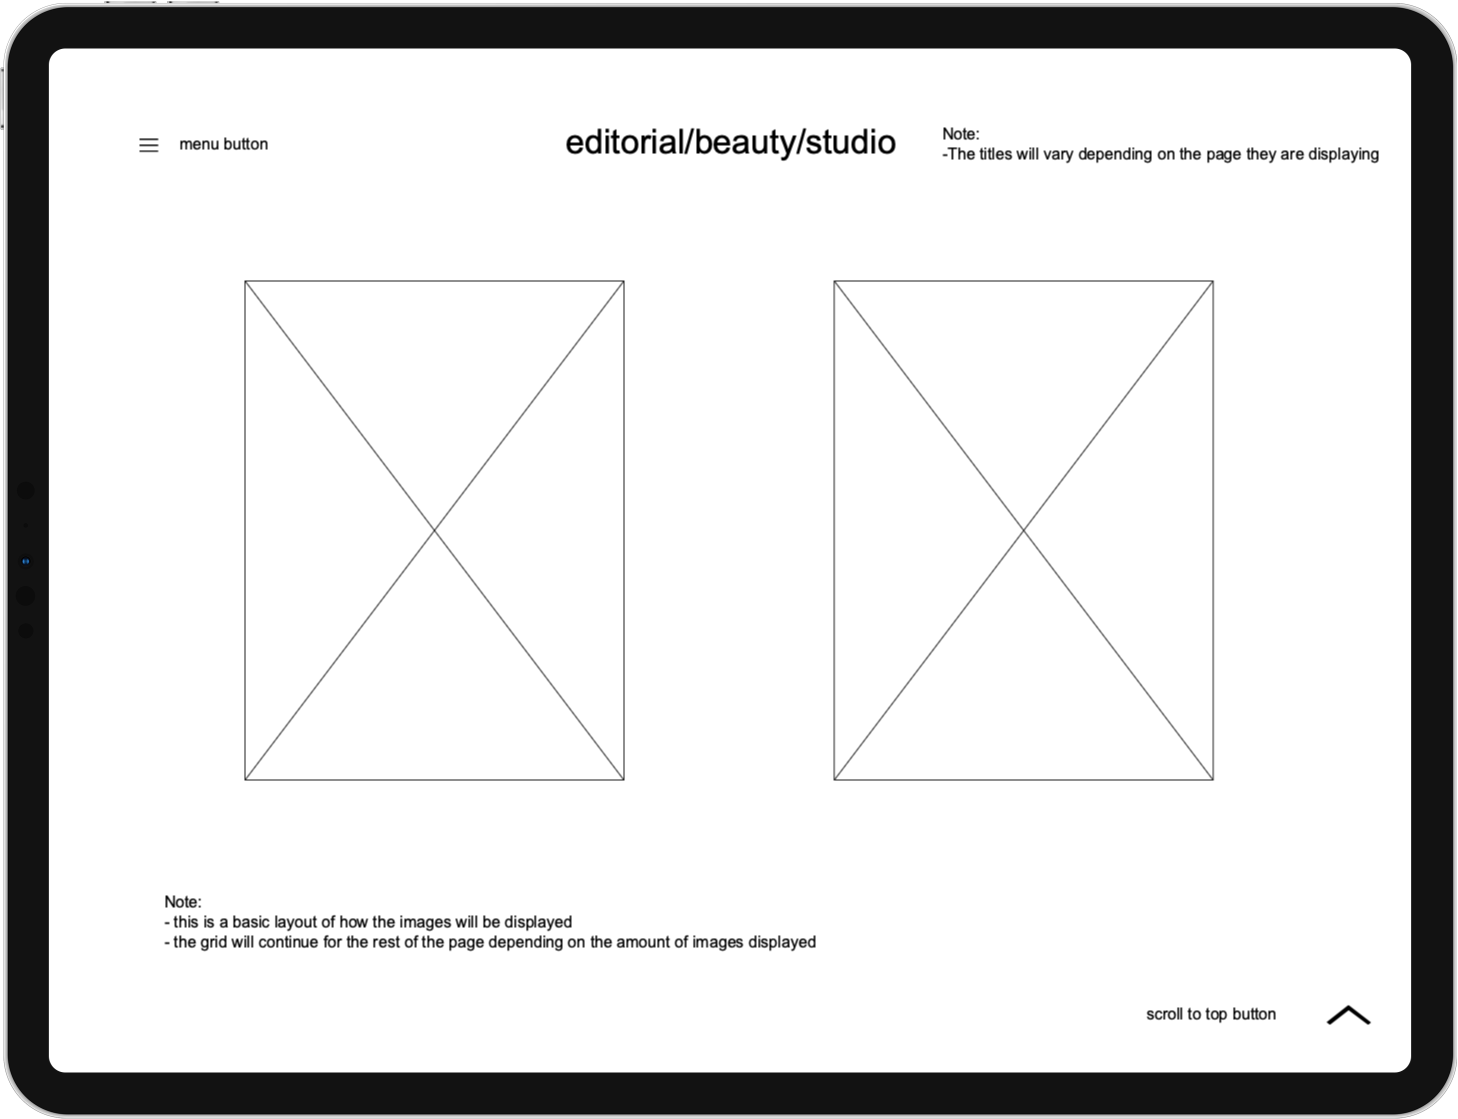 menu button
editorial/beauty/studio
Note:
-The titles will vary depending on the page they are displaying
Note:
- this is a basic layout of how the images will be displayed
- the grid will continue for the rest of the page depending on the amount of images displayed
scroll to top button